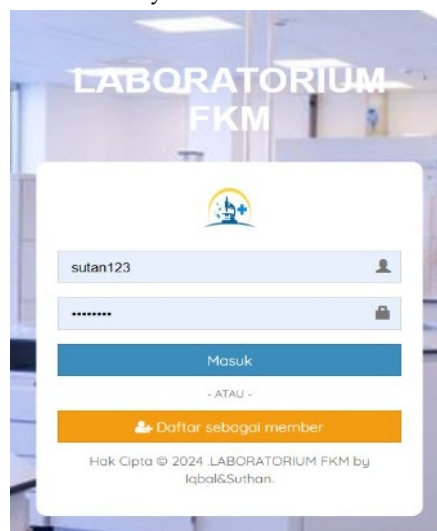 LABORATORIUM
FKM
sutan123
••••••••
Masuk
- ATAU -
Daftar sebagai member
Hak Cipta © 2024 .LABORATORIUM FKM by
Iqbal&Suthan.